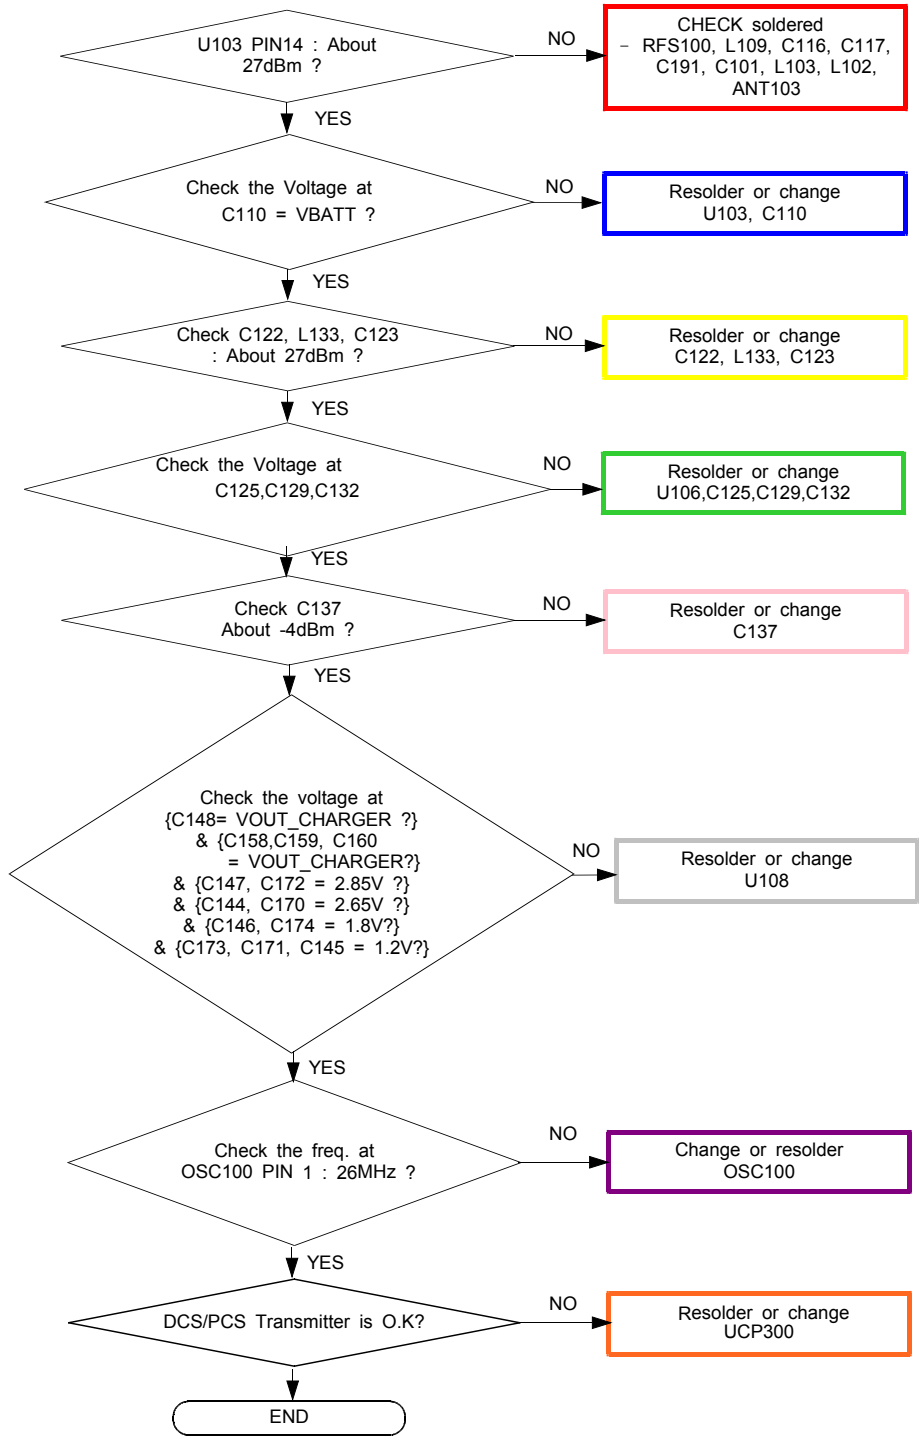 U103 PIN14 : About
27dBm ?
NO
CHECK soldered
– RFS100, L109, C116, C117,
C191, C101, L103, L102,
ANT103
YES
Check the Voltage at
C110 = VBATT ?
NO
Resolder or change
U103, C110
YES
Check C122, L133, C123
: About 27dBm ?
NO
Resolder or change
C122, L133, C123
YES
Check the Voltage at
C125,C129,C132
NO
Resolder or change
U106,C125,C129,C132
YES
Check C137
About -4dBm ?
NO
Resolder or change
C137
YES
Check the voltage at
{C148= VOUT_CHARGER ?}
& {C158,C159, C160
= VOUT_CHARGER?}
& {C147, C172 = 2.85V ?}
& {C144, C170 = 2.65V ?}
& {C146, C174 = 1.8V?}
& {C173, C171, C145 = 1.2V?}
NO
Resolder or change
U108
YES
Check the freq. at
OSC100 PIN 1 : 26MHz ?
NO
Change or resolder
OSC100
YES
DCS/PCS Transmitter is O.K?
NO
Resolder or change
UCP300
END